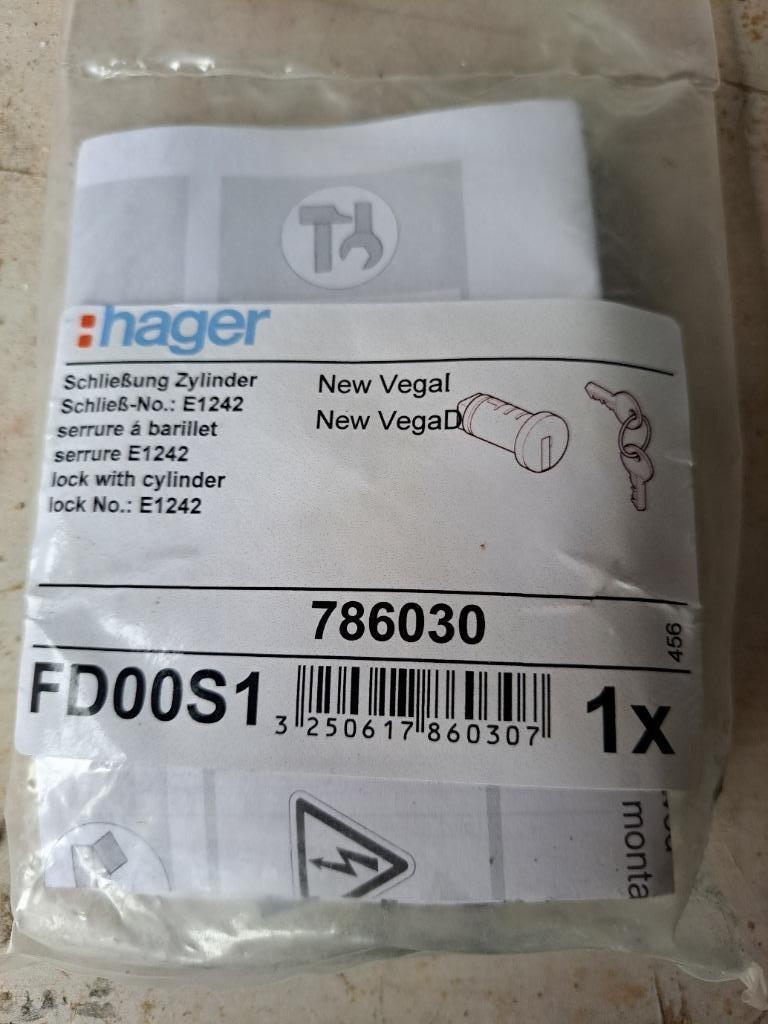 hager
Schließung Zylinder
Schließ-No.: E1242
serrure á barillet
serrure E1242
lock with cylinder
lock No.: E1242
New VegaI
New VegaD
786030
456
FD00S1
3 250617 860307
1x
monta